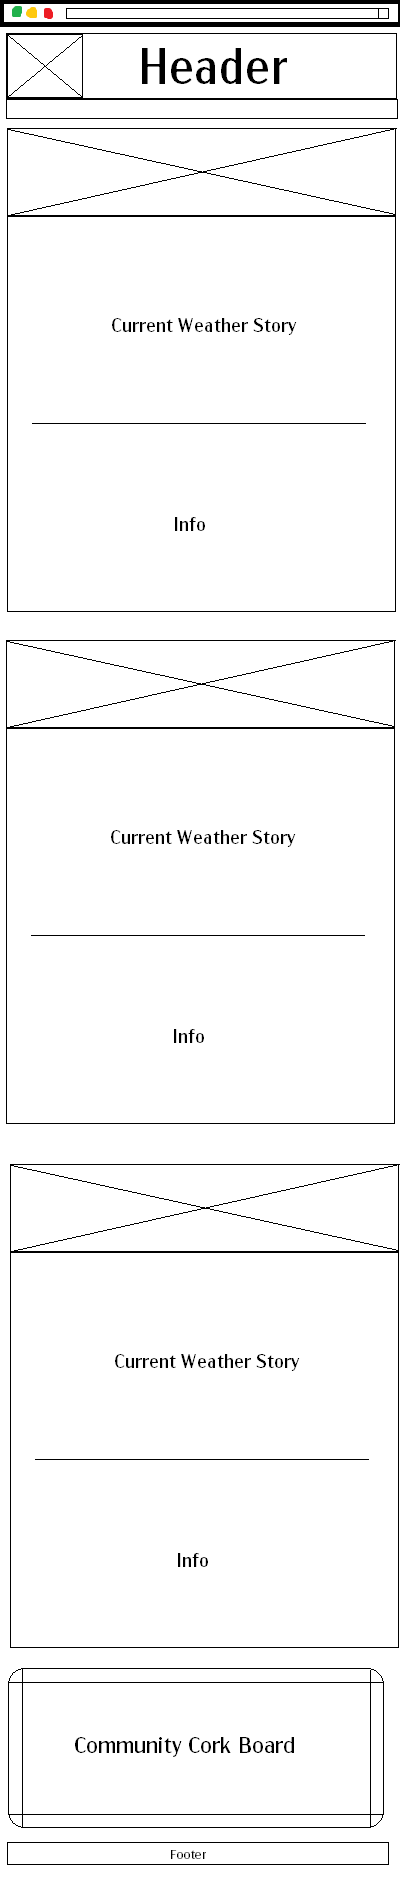 Header
Current Weather Story
Info
Current Weather Story
Info
Current Weather Story
Info
Community Cork Board
Footer